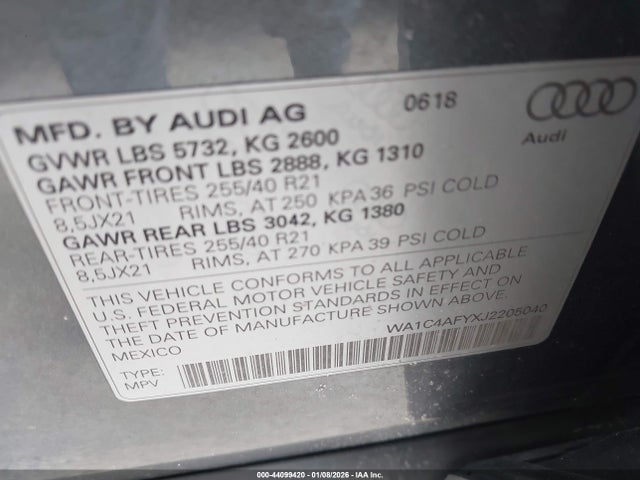 MFD. BY AUDI AG 0618
Audi
GVWR LBS 5732, KG 2600
GAWR FRONT LBS 2888, KG 1310
FRONT-TIRES 255/40 R21
8,5JX21 RIMS, AT 250 KPA 36 PSI COLD
GAWR REAR LBS 3042, KG 1380
REAR-TIRES 255/40 R21
8,5JX21 RIMS, AT 270 KPA 39 PSI COLD
THIS VEHICLE CONFORMS TO ALL APPLICABLE
U.S. FEDERAL MOTOR VEHICLE SAFETY AND
THEFT PREVENTION STANDARDS IN EFFECT ON
THE DATE OF MANUFACTURE SHOWN ABOVE.
MEXICO WA1C4AFYXJ2205040
TYPE:
MPV
000-44099420 | 01/08/2026 | IAA Inc.